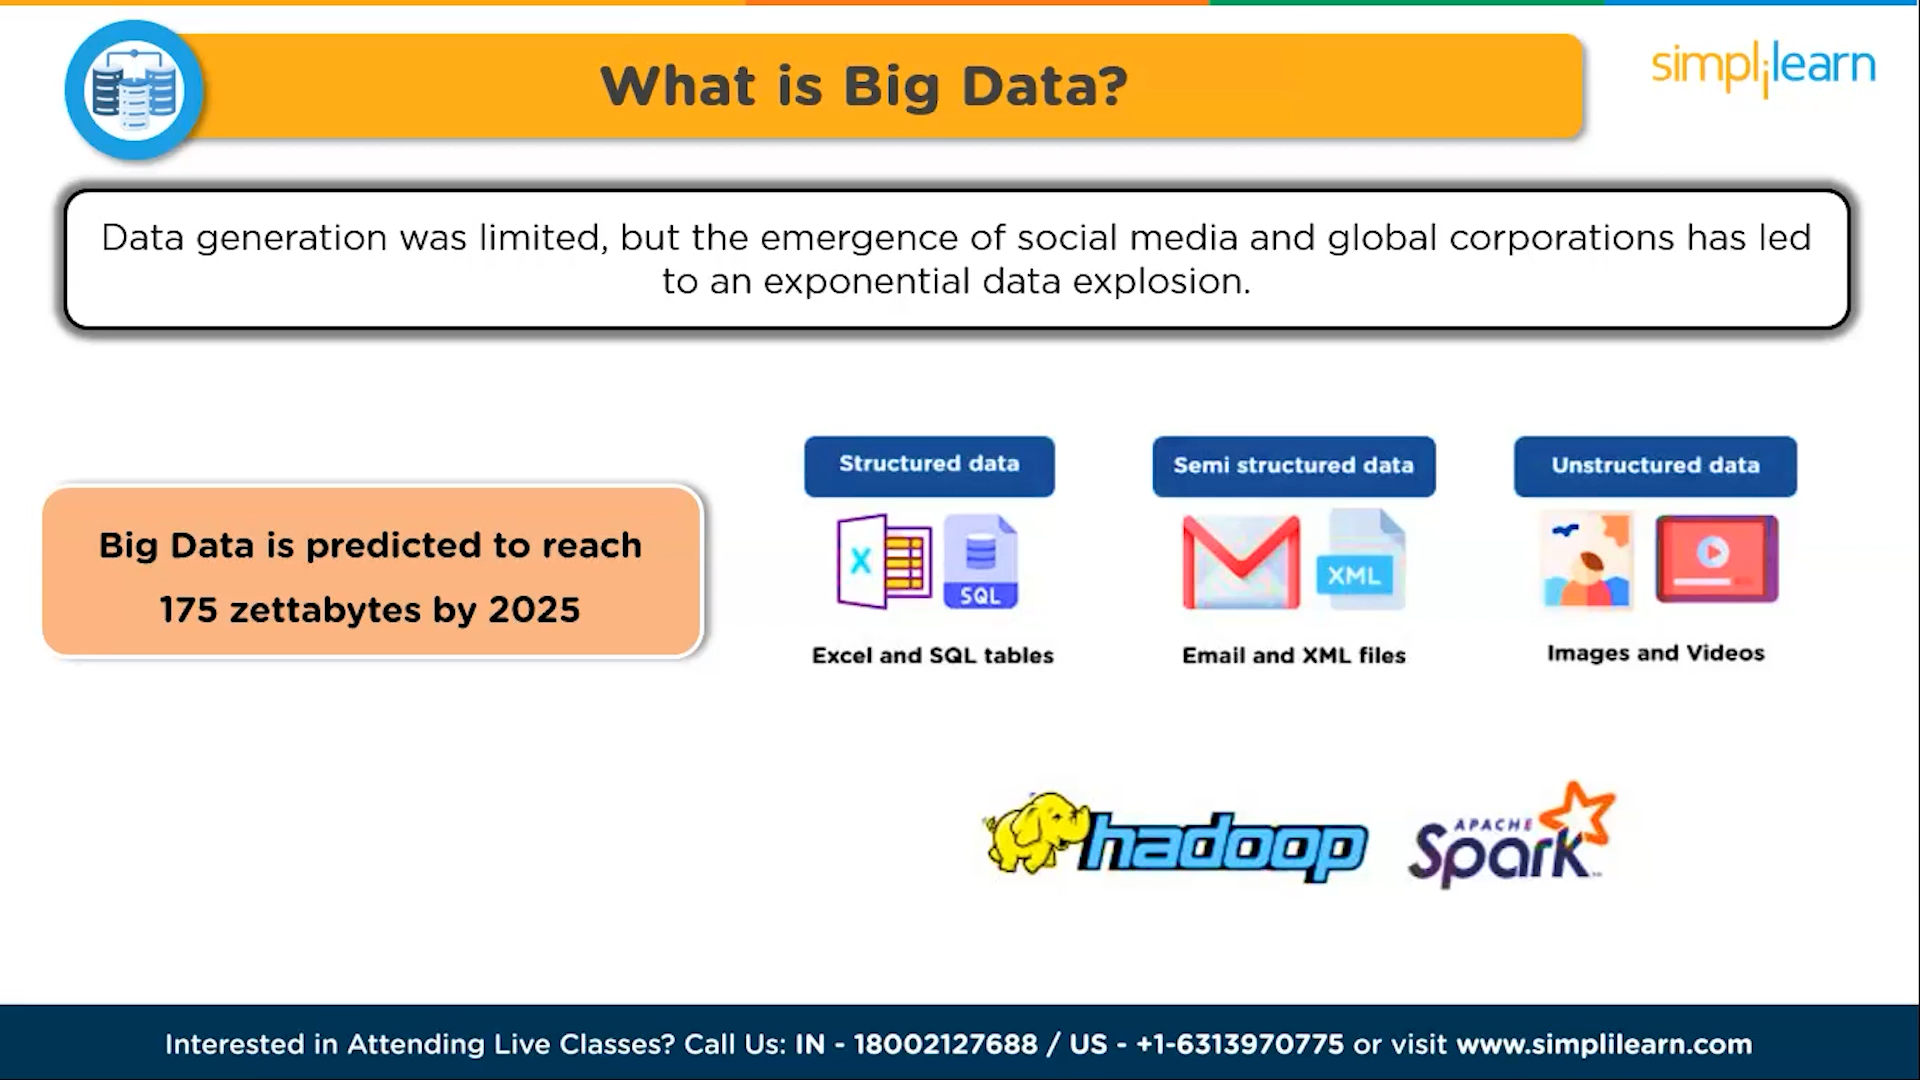 What is Big Data?
simplilearn
Data generation was limited, but the emergence of social media and global corporations has led
to an exponential data explosion.
Big Data is predicted to reach
175 zettabytes by 2025
Structured data
X
SQL
Excel and SQL tables
Semi structured data
XML
Email and XML files
Unstructured data
Images and Videos
hadoop
APACHE
Spark
Interested in Attending Live Classes? Call Us: IN - 18002127688 / US - +1-6313970775 or visit www.simplilearn.com